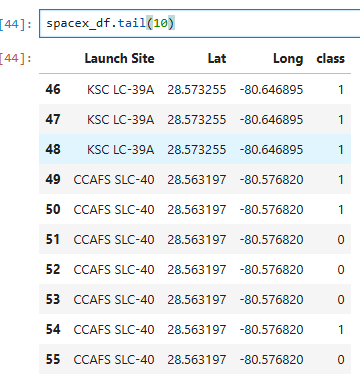 [44]: spacex_df.tail(10)
[44]: Launch Site Lat Long class
46 KSC LC-39A 28.573255 -80.646895 1
47 KSC LC-39A 28.573255 -80.646895 1
48 KSC LC-39A 28.573255 -80.646895 1
49 CCAFS SLC-40 28.563197 -80.576820 1
50 CCAFS SLC-40 28.563197 -80.576820 1
51 CCAFS SLC-40 28.563197 -80.576820 0
52 CCAFS SLC-40 28.563197 -80.576820 0
53 CCAFS SLC-40 28.563197 -80.576820 0
54 CCAFS SLC-40 28.563197 -80.576820 1
55 CCAFS SLC-40 28.563197 -80.576820 0